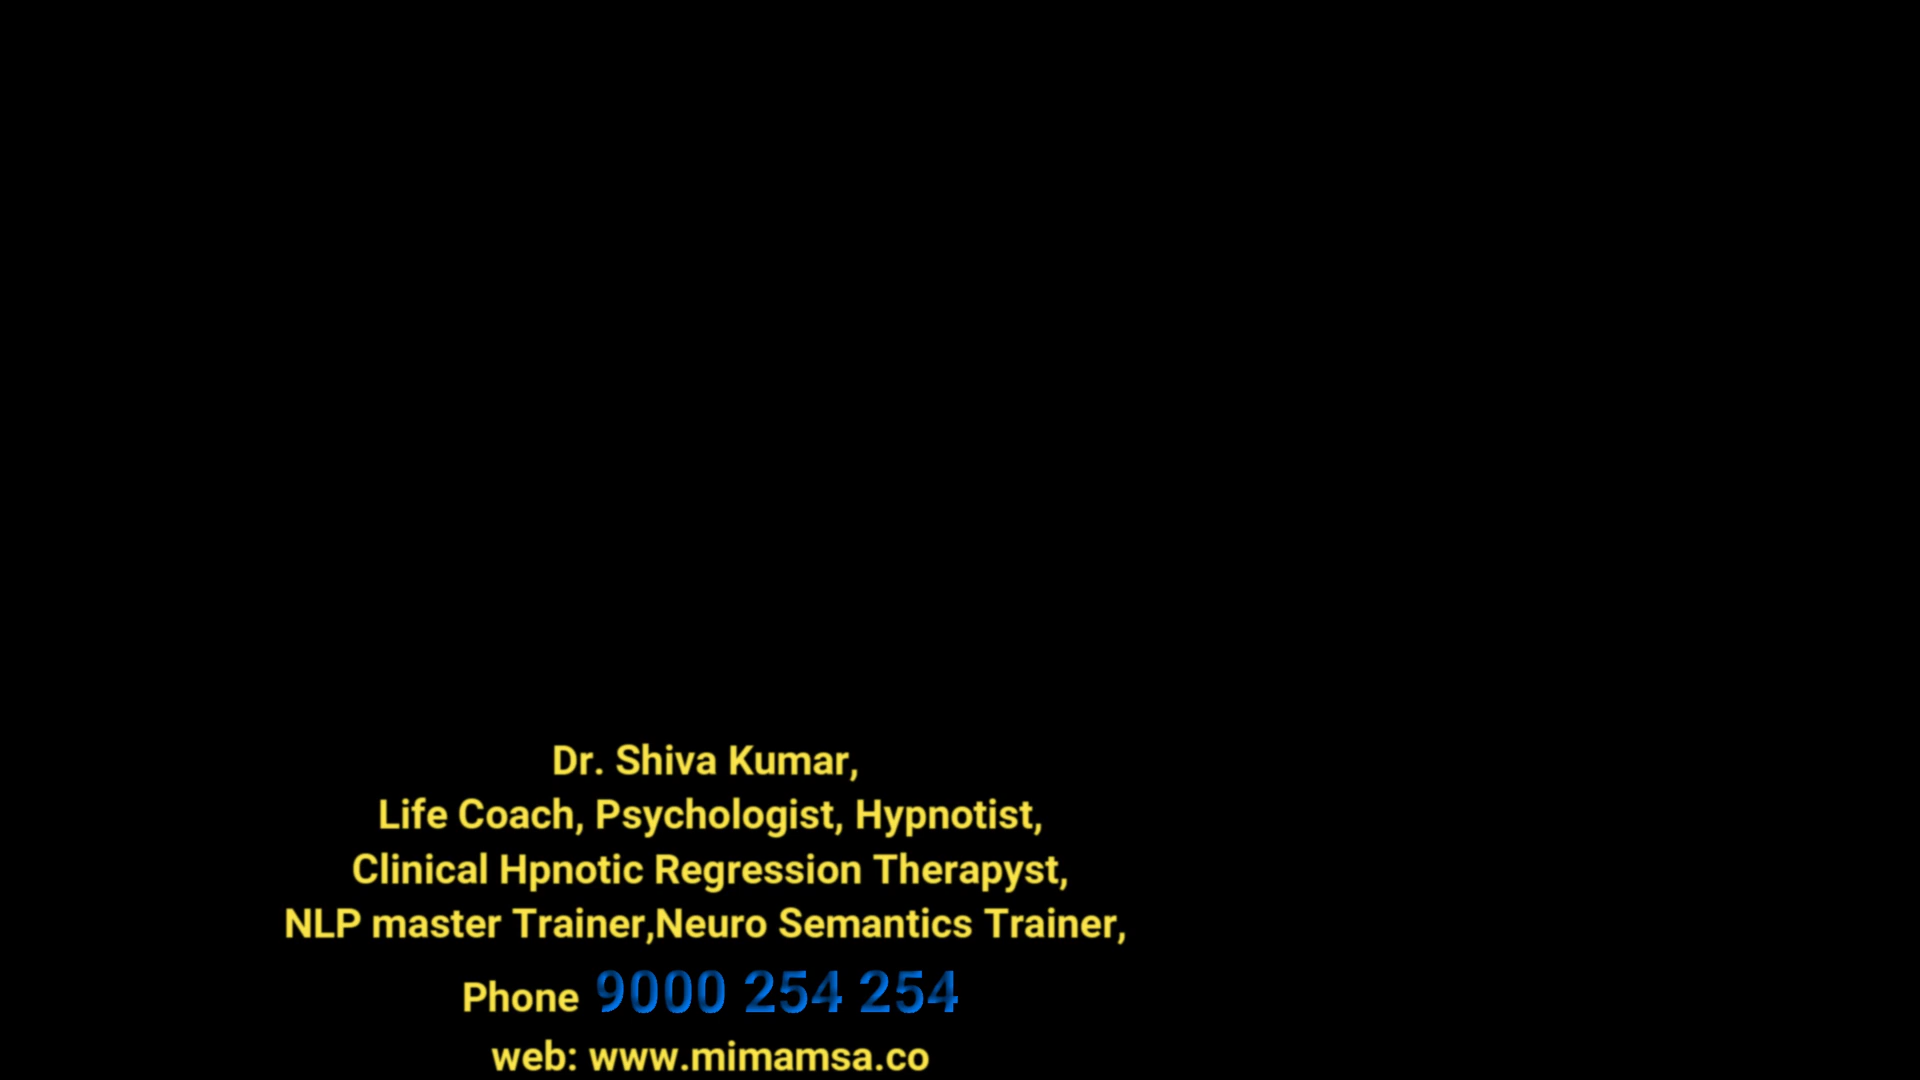 Dr. Shiva Kumar,
Life Coach, Psychologist, Hypnotist,
Clinical Hpnotic Regression Therapyst,
NLP master Trainer,Neuro Semantics Trainer,
Phone 9000 254 254
web: www.mimamsa.co